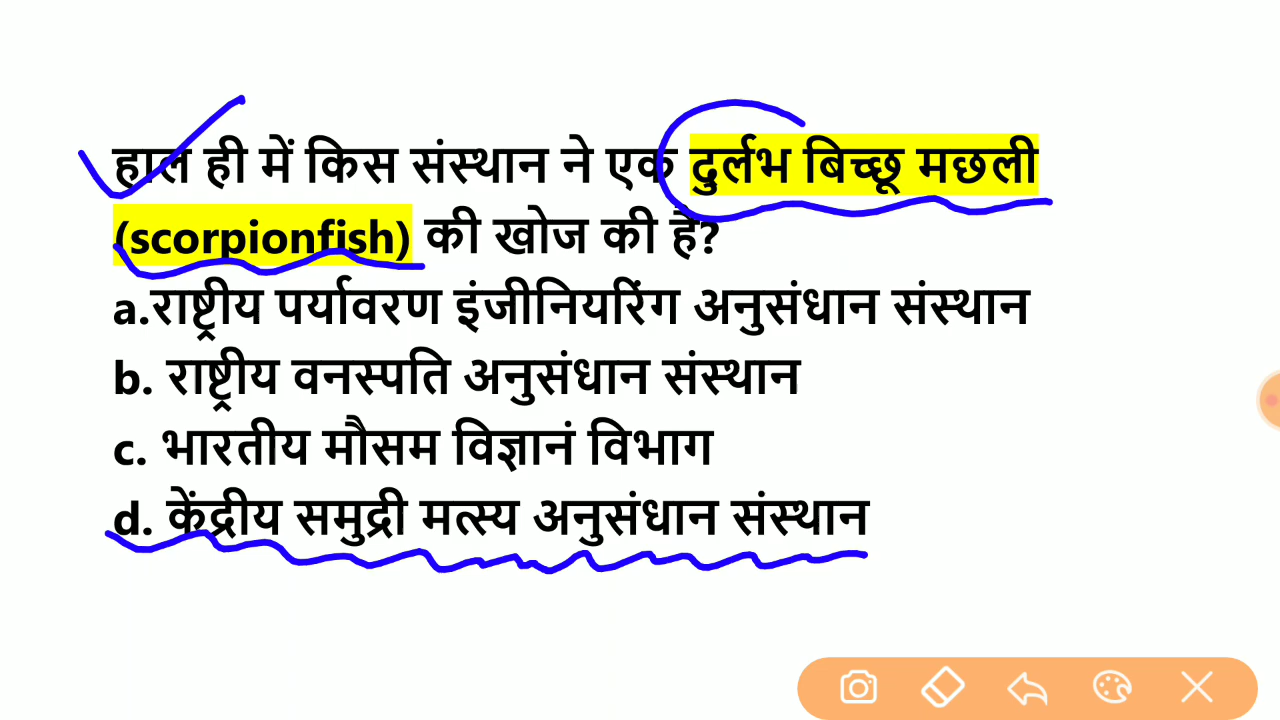 हाल ही में किस संस्थान ने एक दुर्लभ बिच्छू मछली
(scorpionfish) की खोज की है?
a.राष्ट्रीय पर्यावरण इंजीनियरिंग अनुसंधान संस्थान
b. राष्ट्रीय वनस्पति अनुसंधान संस्थान
c. भारतीय मौसम विज्ञानं विभाग
d. केंद्रीय समुद्री मत्स्य अनुसंधान संस्थान